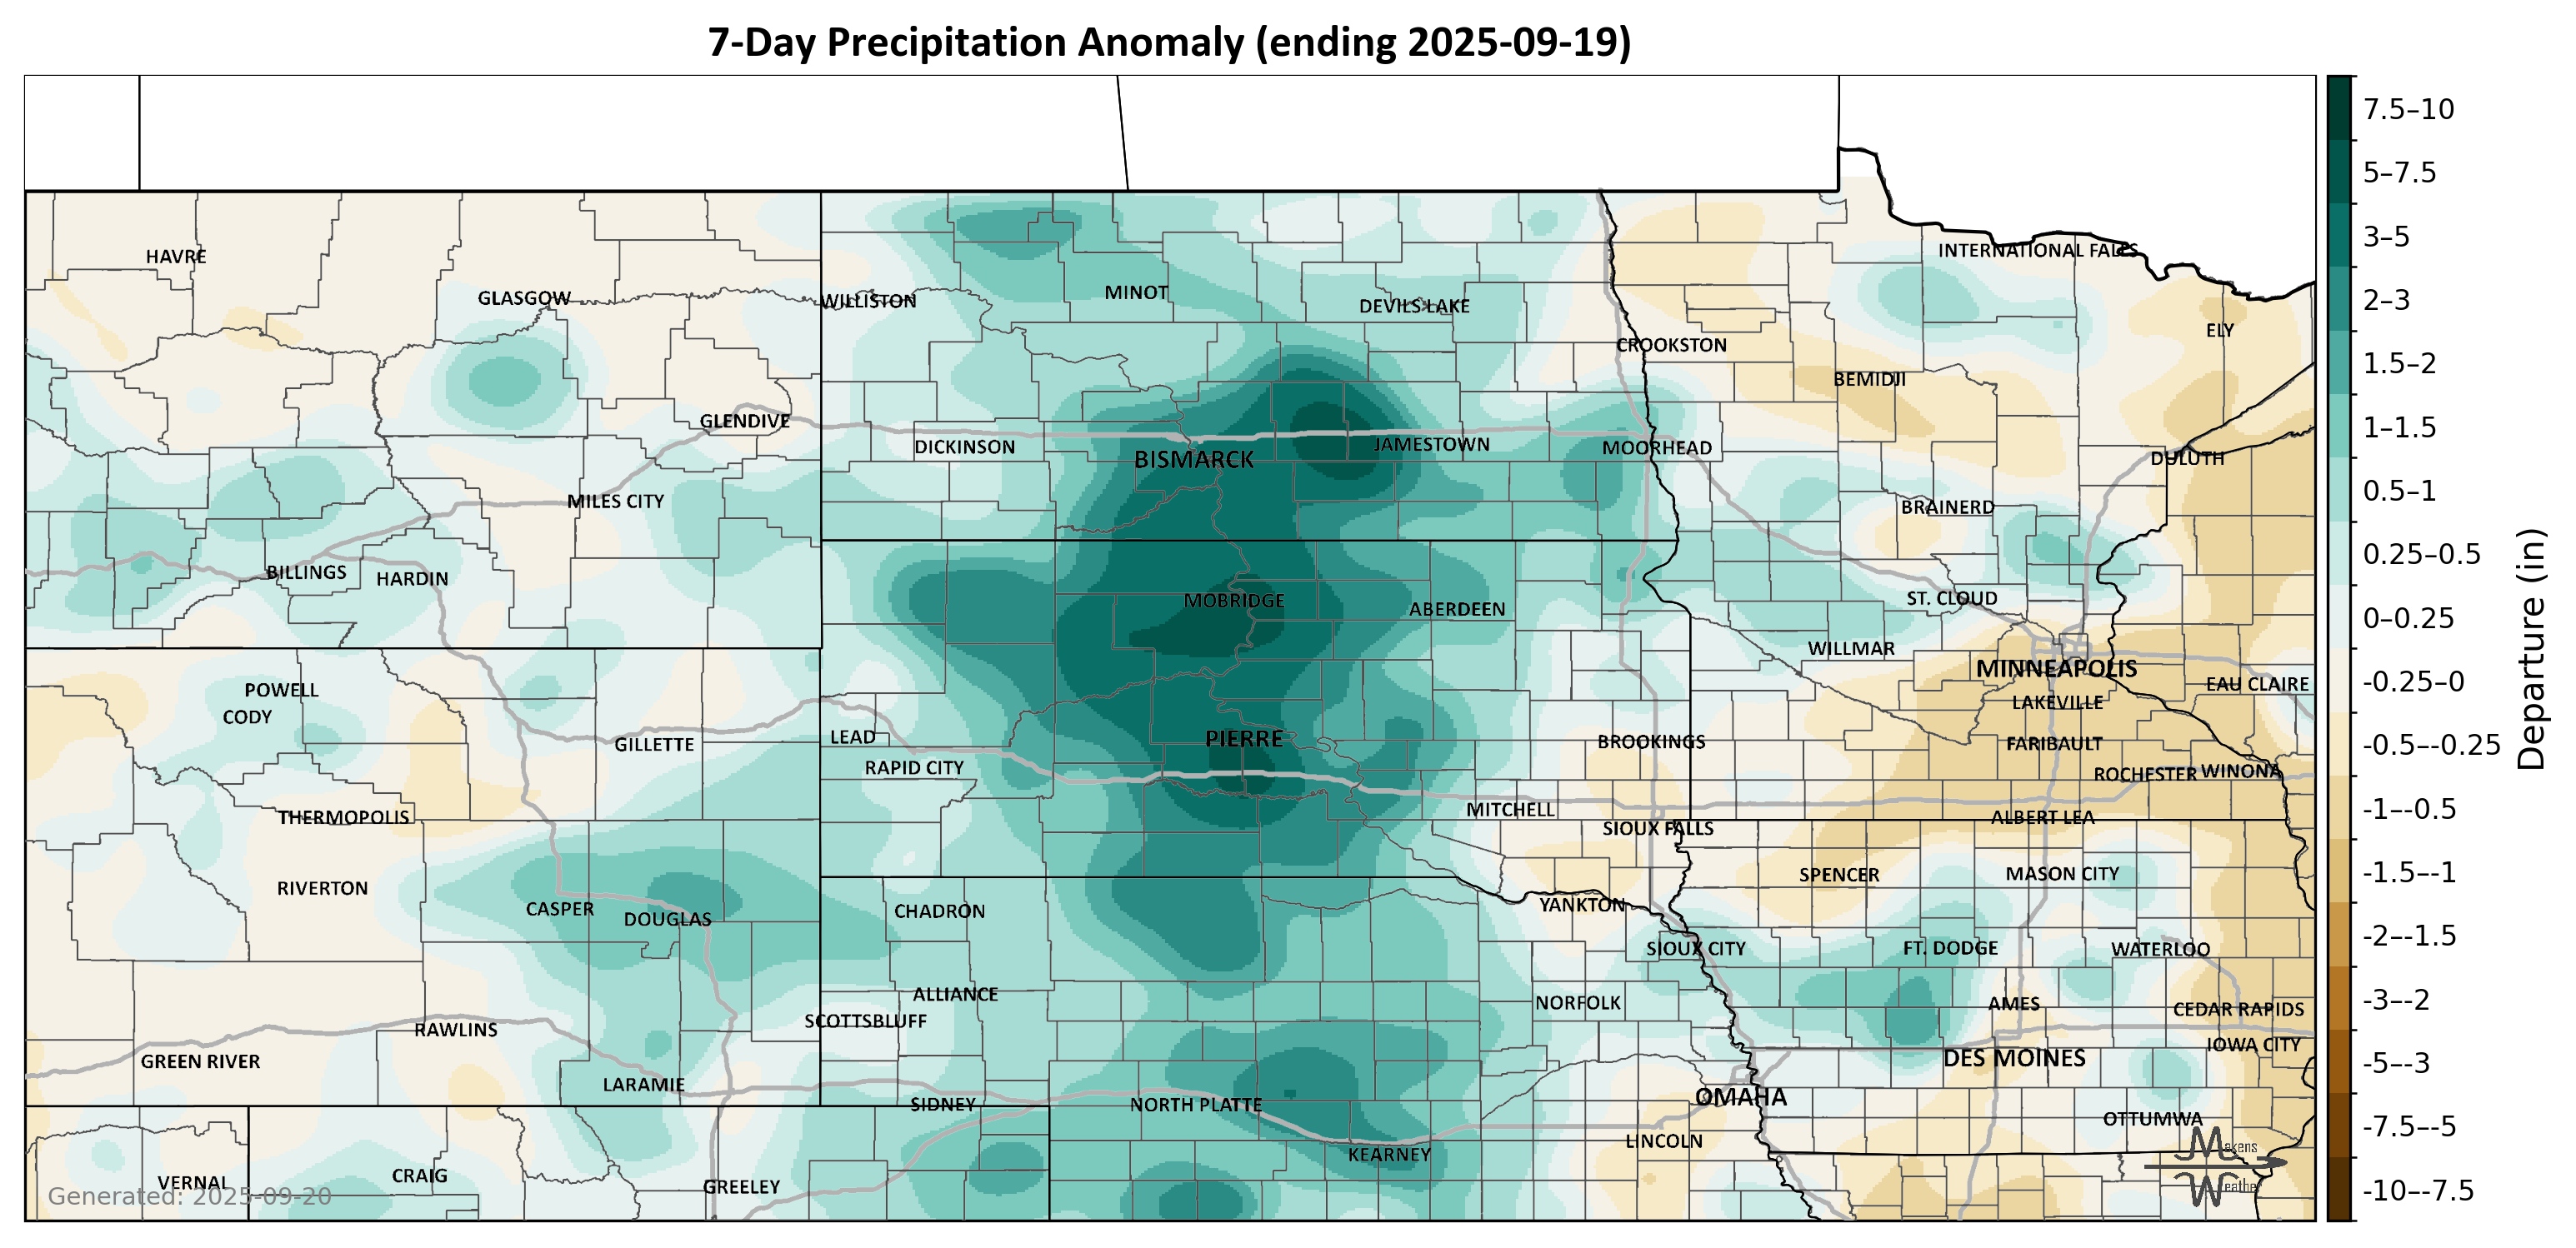 7-Day Precipitation Anomaly (ending 2025-09-19)
HAVRE
GLASGOW
WILLISTON
MINOT
DEVILS LAKE
INTERNATIONAL FALLS
ELY
CROOKSTON
BEMIDJI
GLENDIVE
DICKINSON
BISMARCK
JAMESTOWN
MOORHEAD
DULUTH
MILES CITY
BRAINERD
BILLINGS
HARDIN
MOBRIDGE
ABERDEEN
ST. CLOUD
WILLMAR
MINNEAPOLIS
EAU CLAIRE
LAKEVILLE
POWELL
CODY
GILLETTE
LEAD
RAPID CITY
PIERRE
BROOKINGS
FARIBAULT
ROCHESTER
WINONA
THERMOPOLIS
MITCHELL
SIOUX FALLS
ALBERT LEA
RIVERTON
CASPER
DOUGLAS
CHADRON
YANKTON
SPENCER
MASON CITY
SIOUX CITY
FT. DODGE
WATERLOO
ALLIANCE
SCOTTSBLUFF
NORFOLK
AMES
CEDAR RAPIDS
RAWLINS
GREEN RIVER
LARAMIE
SIDNEY
NORTH PLATTE
OMAHA
DES MOINES
IOWA CITY
LINCOLN
KEARNEY
OTTUMWA
VERNAL
CRAIG
GREELEY
Generated: 2025-09-20
Makens
Weather
7.5–10
5–7.5
3–5
2–3
1.5–2
1–1.5
0.5–1
0.25–0.5
0–0.25
-0.25–0
-0.5–-0.25
-1–-0.5
-1.5–-1
-2–-1.5
-3–-2
-5–-3
-7.5–-5
-10–-7.5
Departure (in)